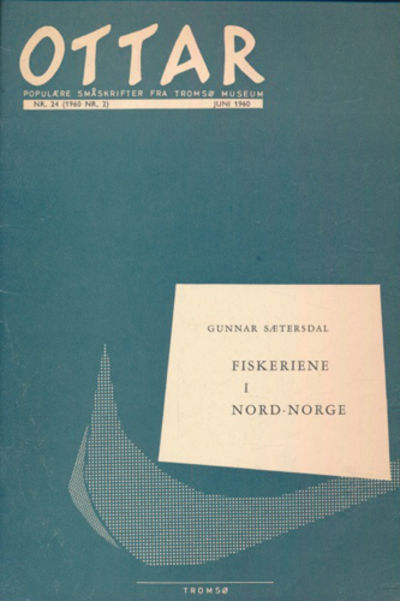 OTTAR
POPULÆRE SMÅSKRIFTER FRA TROMSØ MUSEUM
NR. 24 (1960 NR. 2) JUNI 1960
GUNNAR SÆTERSDAL
FISKERIENE
I
NORD-NORGE
TROMSØ